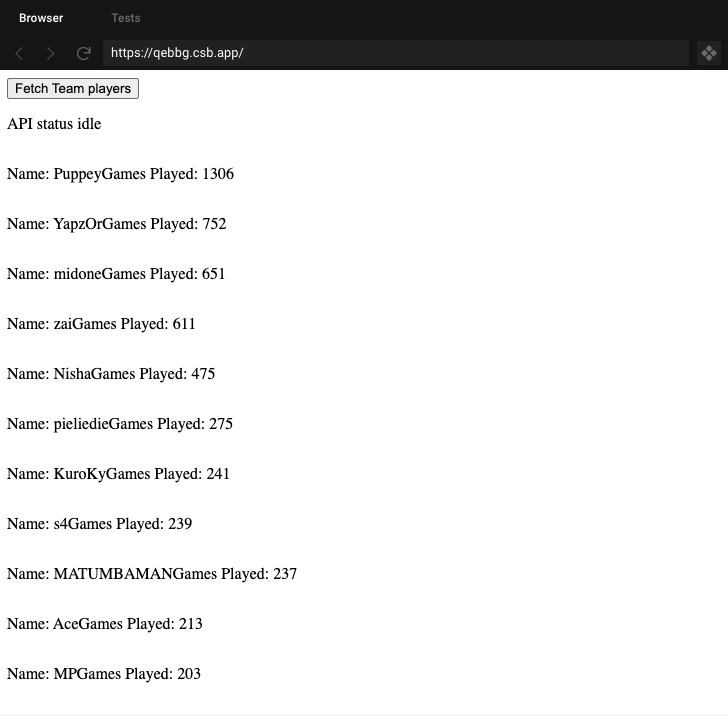 Browser Tests
https://qebbg.csb.app/
Fetch Team players
API status idle
Name: PuppeyGames Played: 1306
Name: YapzOrGames Played: 752
Name: midoneGames Played: 651
Name: zaiGames Played: 611
Name: NishaGames Played: 475
Name: pieliedieGames Played: 275
Name: KuroKyGames Played: 241
Name: s4Games Played: 239
Name: MATUMBAMANGames Played: 237
Name: AceGames Played: 213
Name: MPGames Played: 203